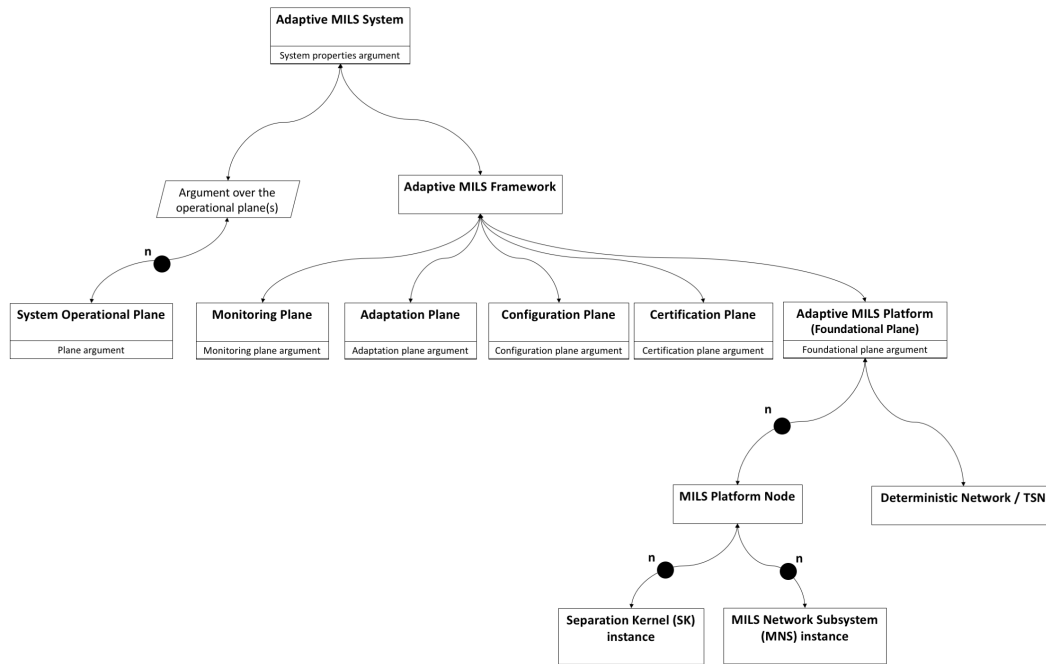 Adaptive MILS System
System properties argument
Argument over the
operational plane(s)
Adaptive MILS Framework
n
System Operational Plane
Plane argument
Monitoring Plane
Monitoring plane argument
Adaptation Plane
Adaptation plane argument
Configuration Plane
Configuration plane argument
Certification Plane
Certification plane argument
Adaptive MILS Platform
(Foundational Plane)
Foundational plane argument
n
MILS Platform Node
Deterministic Network / TSN
n
n
Separation Kernel (SK)
instance
MILS Network Subsystem
(MNS) instance